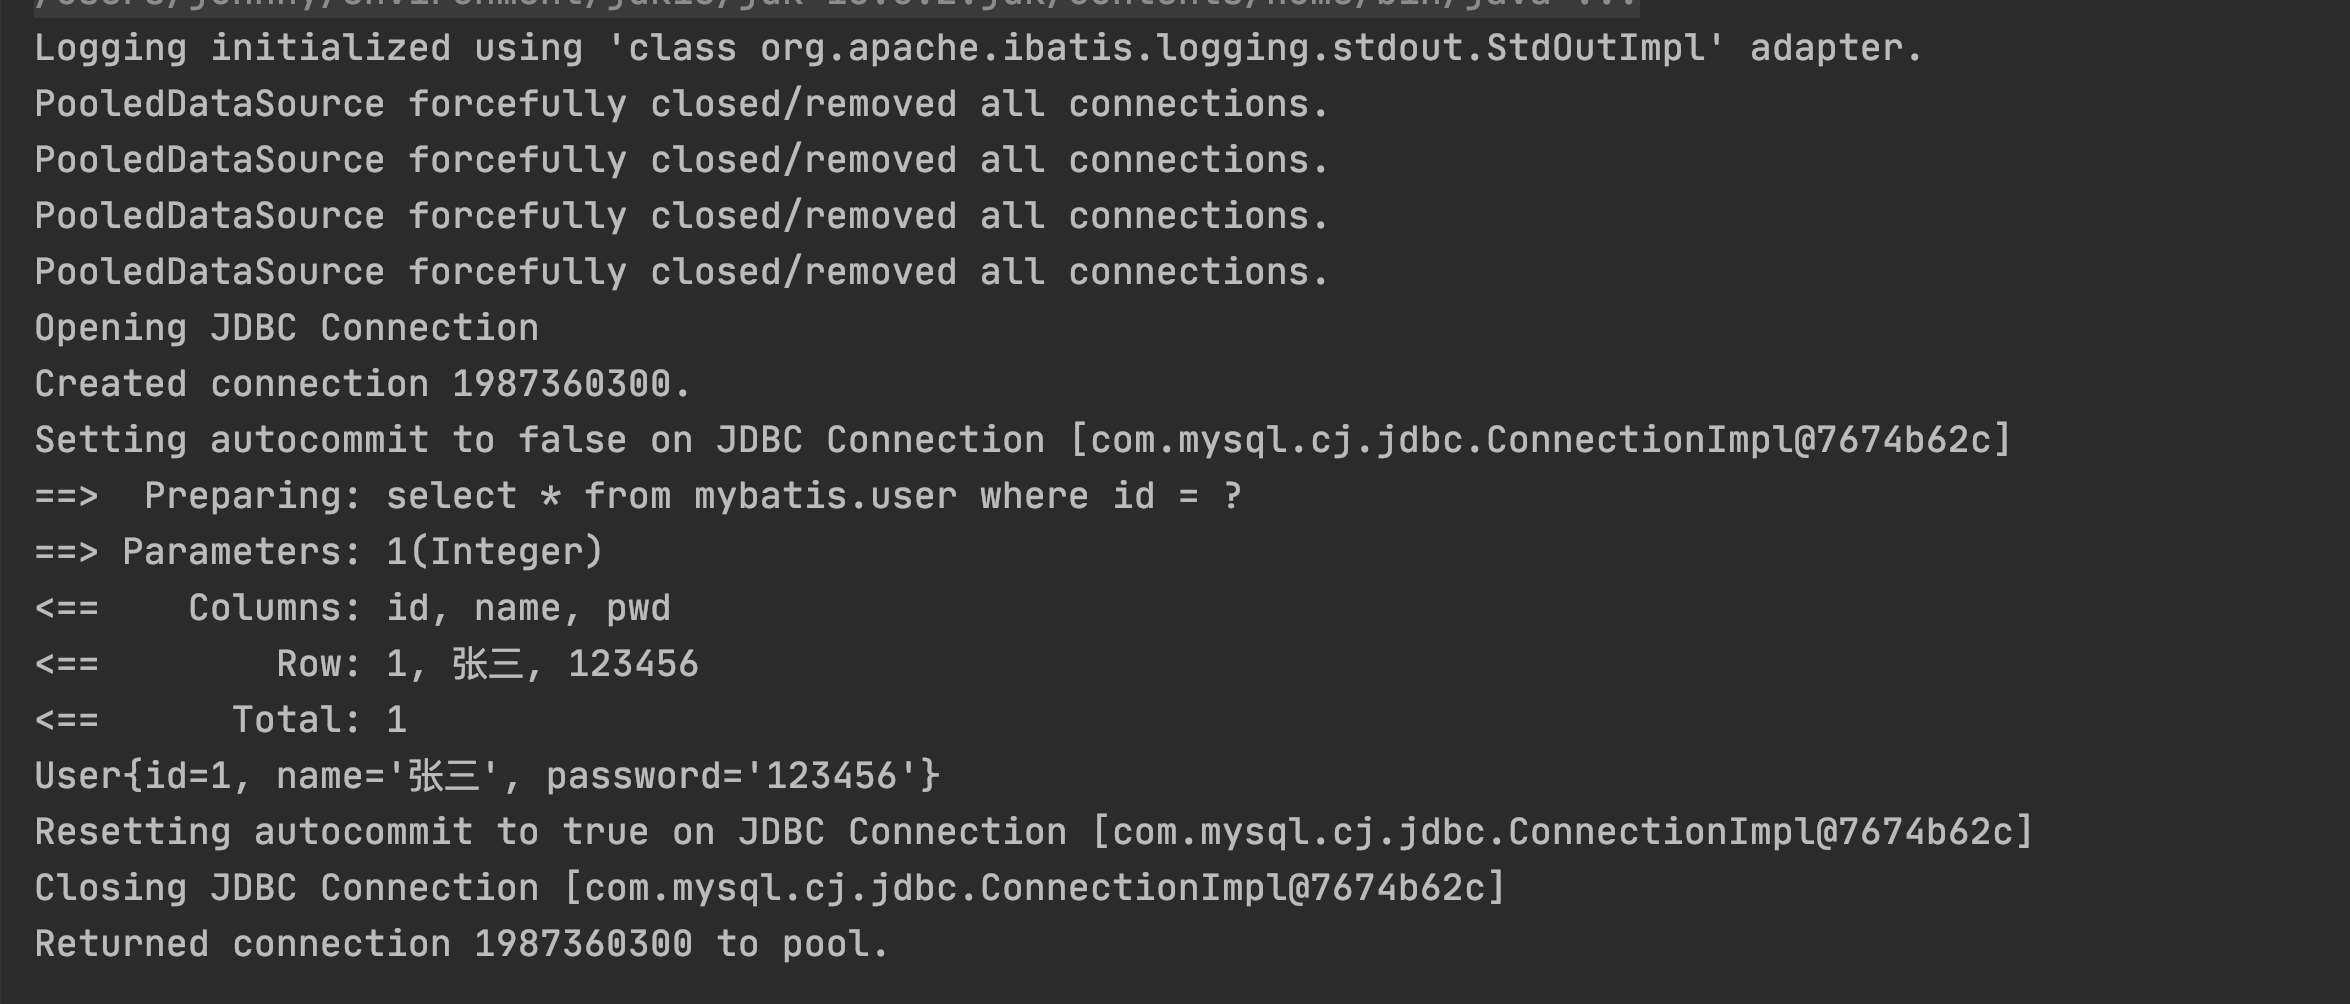 Logging initialized using 'class org.apache.ibatis.logging.stdout.StdOutImpl' adapter.
PooledDataSource forcefully closed/removed all connections.
PooledDataSource forcefully closed/removed all connections.
PooledDataSource forcefully closed/removed all connections.
PooledDataSource forcefully closed/removed all connections.
Opening JDBC Connection
Created connection 1987360300.
Setting autocommit to false on JDBC Connection [com.mysql.cj.jdbc.ConnectionImpl@7674b62c]
==>  Preparing: select * from mybatis.user where id = ?
==> Parameters: 1(Integer)
<==    Columns: id, name, pwd
<==        Row: 1, 张三, 123456
<==      Total: 1
User{id=1, name='张三', password='123456'}
Resetting autocommit to true on JDBC Connection [com.mysql.cj.jdbc.ConnectionImpl@7674b62c]
Closing JDBC Connection [com.mysql.cj.jdbc.ConnectionImpl@7674b62c]
Returned connection 1987360300 to pool.